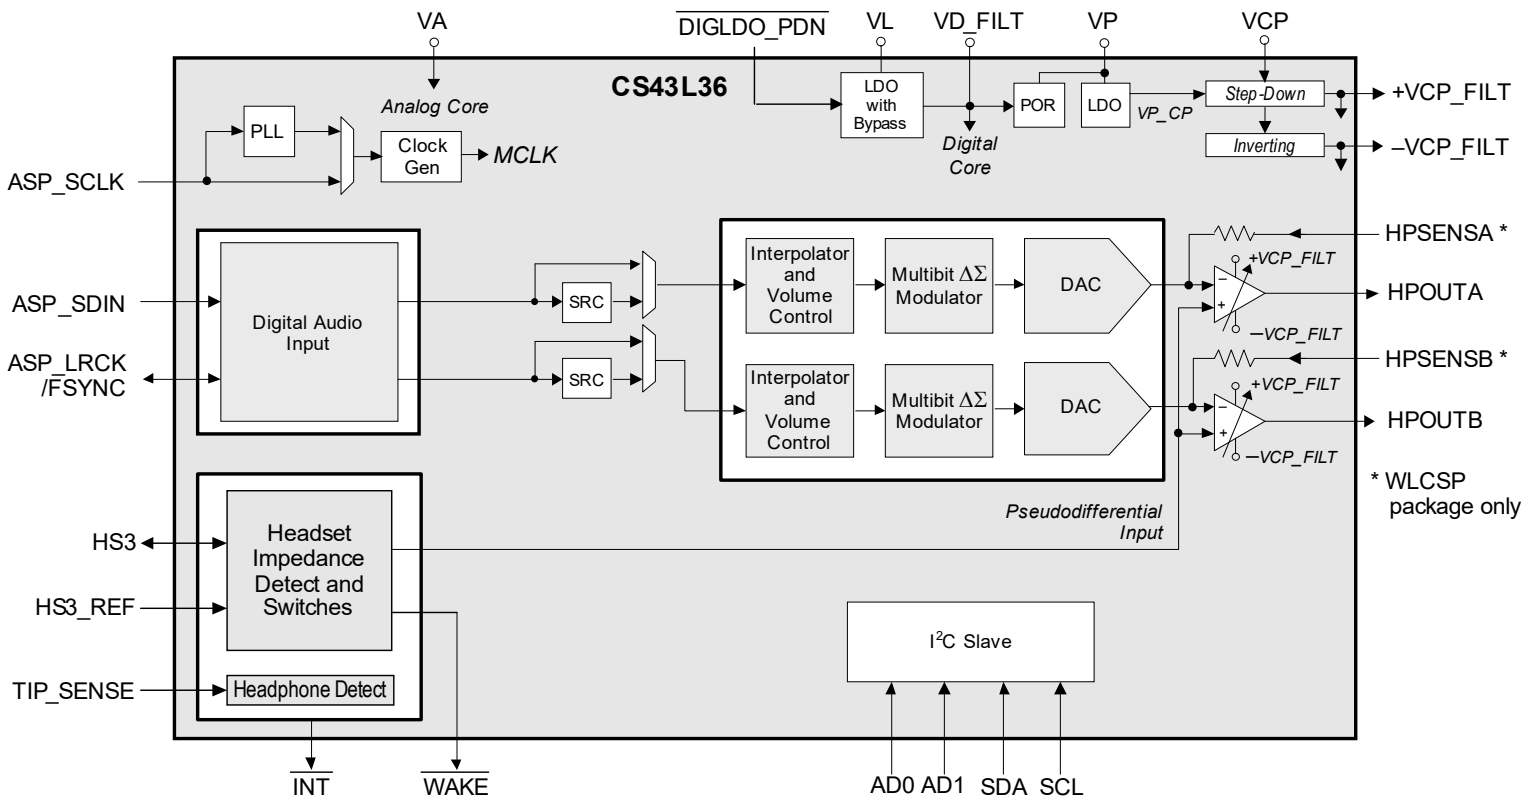 VA
DIGLDO_PDN
VL
VD_FILT
VP
VCP
CS43L36
Analog Core
LDO
with
Bypass
POR
LDO
VP_CP
Step-Down
+VCP_FILT
Digital
Core
Inverting
–VCP_FILT
PLL
Clock
Gen
MCLK
ASP_SCLK
ASP_SDIN
ASP_LRCK
/FSYNC
Digital Audio
Input
SRC
SRC
Interpolator
and
Volume
Control
Multibit ΔΣ
Modulator
DAC
Interpolator
and
Volume
Control
Multibit ΔΣ
Modulator
DAC
HPSENSA *
+VCP_FILT
–
+
HPOUTA
–VCP_FILT
HPSENSB *
+VCP_FILT
–
+
HPOUTB
–VCP_FILT
* WLCSP
package only
Pseudodifferential
Input
HS3
HS3_REF
Headset
Impedance
Detect and
Switches
TIP_SENSE
Headphone Detect
INT
WAKE
I²C Slave
AD0
AD1
SDA
SCL